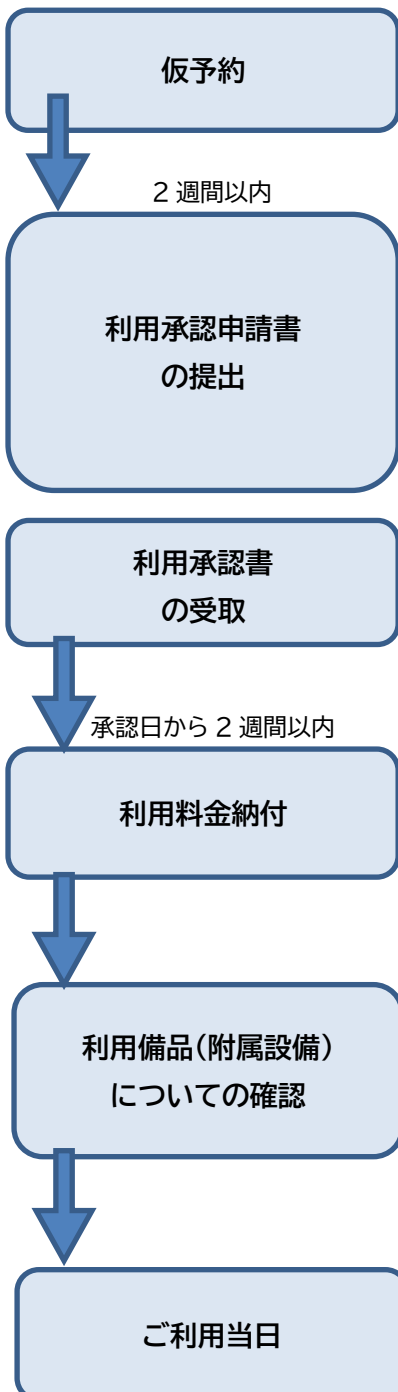 仮予約
2 週間以内
利用承認申請書
の提出
利用承認書
の受取
承認日から 2 週間以内
利用料金納付
利用備品(附属設備)
についての確認
ご利用当日